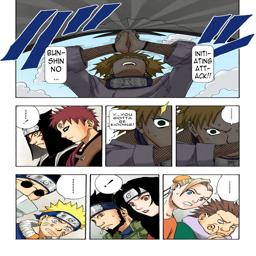 BUN-
SHIN
NO ...
INITI-
ATING
ATT-
ACK!!
.........
Y...YOU
GOTTA
BE
KIDDING!
........
........
........
........